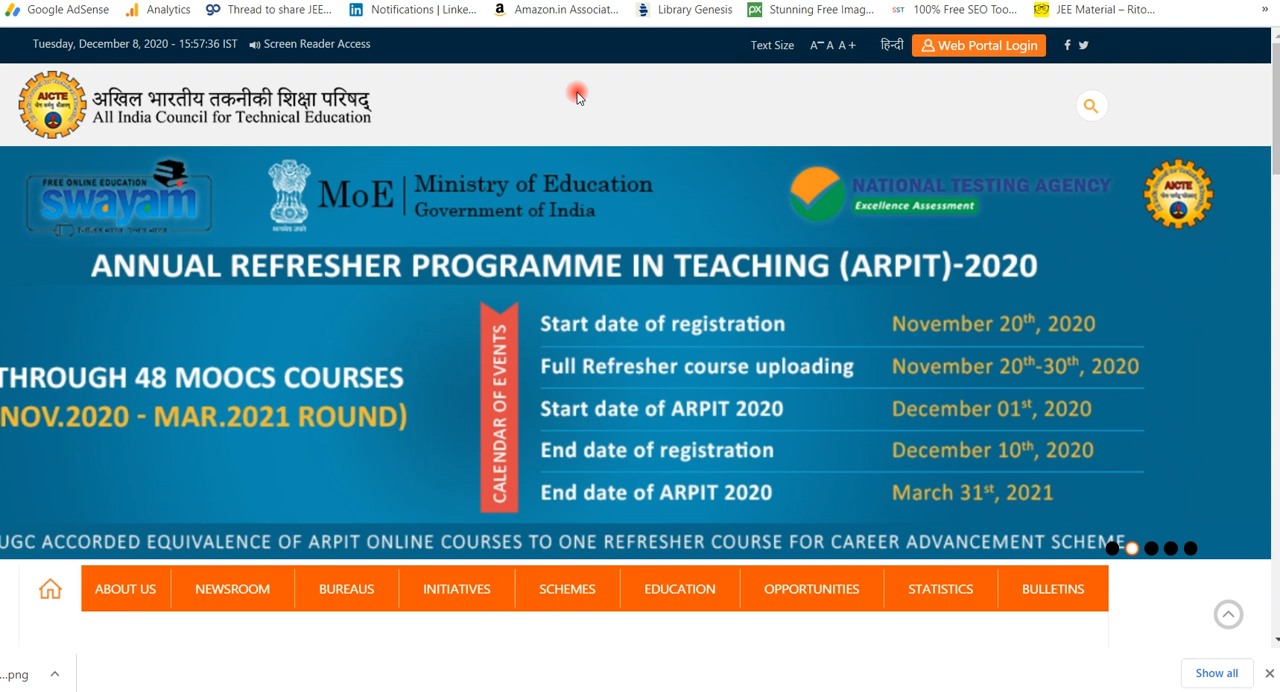 Google AdSense Analytics Thread to share JEE... Notifications | Linke... Amazon.in Associat... Library Genesis Stunning Free Imag... 100% Free SEO Too... JEE Material – Rito... »
Tuesday, December 8, 2020 - 15:57:36 IST Screen Reader Access Text Size A– A A+ हिन्दी Web Portal Login
AICTE
अखिल भारतीय तकनीकी शिक्षा परिषद्
All India Council for Technical Education
FREE ONLINE EDUCATION
swayam
सत्यमेव जयते
MoE
Ministry of Education
Government of India
NATIONAL TESTING AGENCY
Excellence Assessment
AICTE
ANNUAL REFRESHER PROGRAMME IN TEACHING (ARPIT)-2020
THROUGH 48 MOOCS COURSES
NOV.2020 - MAR.2021 ROUND)
CALENDAR OF EVENTS
Start date of registration November 20th, 2020
Full Refresher course uploading November 20th-30th, 2020
Start date of ARPIT 2020 December 01st, 2020
End date of registration December 10th, 2020
End date of ARPIT 2020 March 31st, 2021
UGC ACCORDED EQUIVALENCE OF ARPIT ONLINE COURSES TO ONE REFRESHER COURSE FOR CAREER ADVANCEMENT SCHEME
ABOUT US NEWSROOM BUREAUS INITIATIVES SCHEMES EDUCATION OPPORTUNITIES STATISTICS BULLETINS
...png Show all